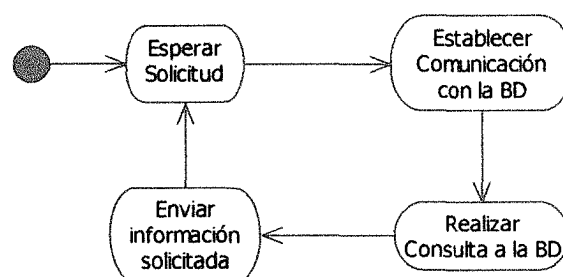 Esperar
Solicitud
Establecer
Comunicación
con la BD
Realizar
Consulta a la BD
Enviar
información
solicitada